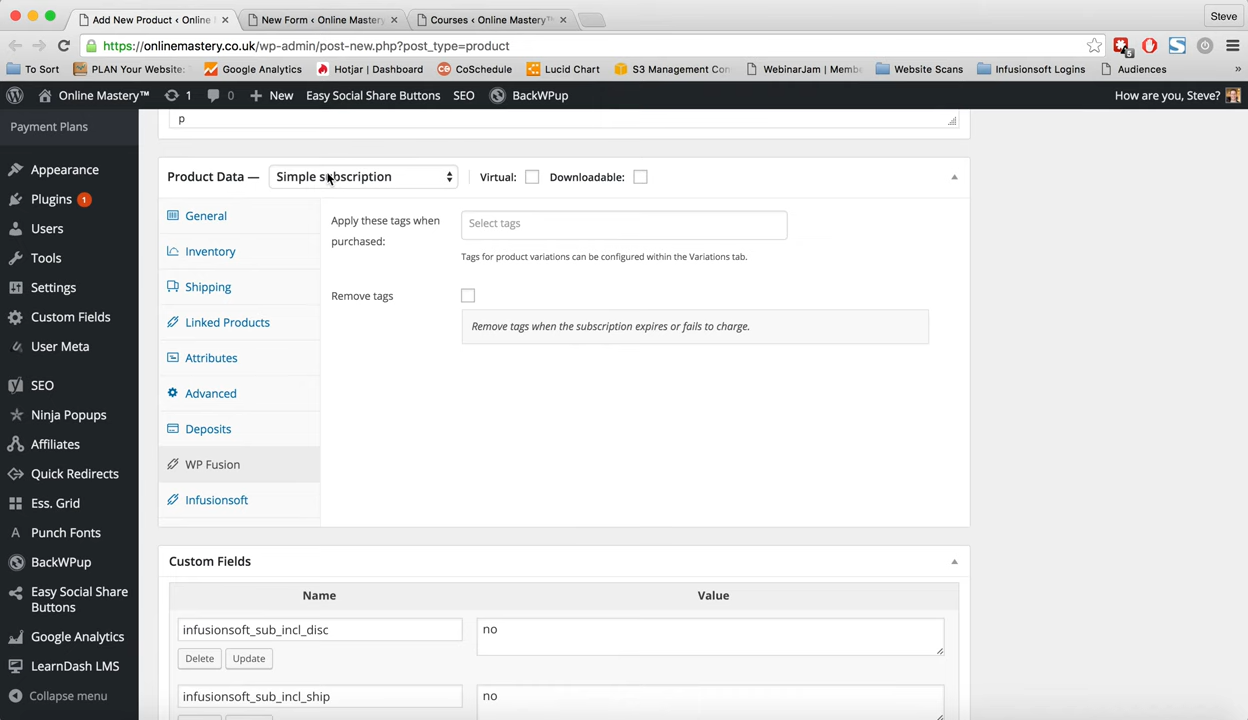 Add New Product ‹ Online
New Form ‹ Online Mastery
Courses ‹ Online Mastery™
Steve
https://onlinemastery.co.uk/wp-admin/post-new.php?post_type=product
To Sort
PLAN Your Website:
Google Analytics
Hotjar | Dashboard
CoSchedule
Lucid Chart
S3 Management Con
WebinarJam | Membe
Website Scans
Infusionsoft Logins
Audiences
»
Online Mastery™
1
0
New
Easy Social Share Buttons
SEO
BackWPup
How are you, Steve?
Payment Plans
Appearance
Plugins 1
Users
Tools
Settings
Custom Fields
User Meta
SEO
Ninja Popups
Affiliates
Quick Redirects
Ess. Grid
Punch Fonts
BackWPup
Easy Social Share
Buttons
Google Analytics
LearnDash LMS
Collapse menu
p
Product Data — Simple subscription Virtual: Downloadable:
General
Inventory
Shipping
Linked Products
Attributes
Advanced
Deposits
WP Fusion
Infusionsoft
Apply these tags when
purchased:
Select tags
Tags for product variations can be configured within the Variations tab.
Remove tags
Remove tags when the subscription expires or fails to charge.
Custom Fields
Name Value
infusionsoft_sub_incl_disc no
Delete Update
infusionsoft_sub_incl_ship no